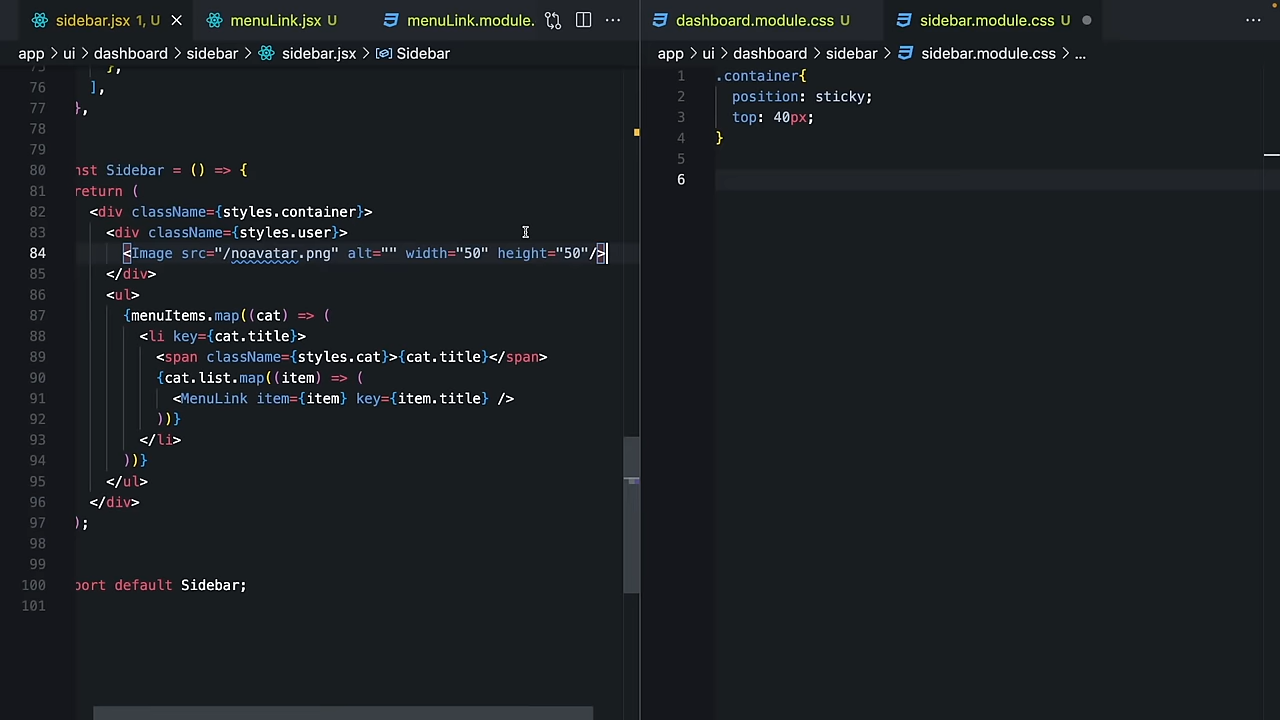 sidebar.jsx 1, U
menuLink.jsx U
menuLink.module.
app > ui > dashboard > sidebar > sidebar.jsx > Sidebar
76 ],
77 },
78
79
80 nst Sidebar = () => {
81 return (
82 <div className={styles.container}>
83 <div className={styles.user}>
84 <Image src="/noavatar.png" alt="" width="50" height="50"/>
85 </div>
86 <ul>
87 {menuItems.map((cat) => (
88 <li key={cat.title}>
89 <span className={styles.cat}>{cat.title}</span>
90 {cat.list.map((item) => (
91 <MenuLink item={item} key={item.title} />
92 ))}
93 </li>
94 ))}
95 </ul>
96 </div>
97 );
98
99
100 port default Sidebar;
101
dashboard.module.css U
sidebar.module.css U
app > ui > dashboard > sidebar > sidebar.module.css > ...
1 .container{
2 position: sticky;
3 top: 40px;
4 }
5
6